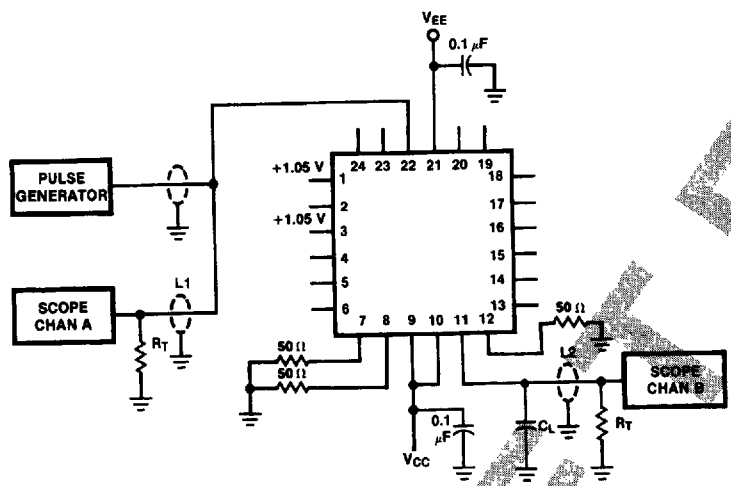 VEE
0.1 μF
24 23 22 21 20 19
+1.05 V
1
2
+1.05 V
3
4
5
6
18
17
16
15
14
13
7 8 9 10 11 12
PULSE
GENERATOR
L1
SCOPE
CHAN A
RT
50 Ω
50 Ω
50 Ω
L2
SCOPE
CHAN B
0.1
μF
CL
RT
VCC